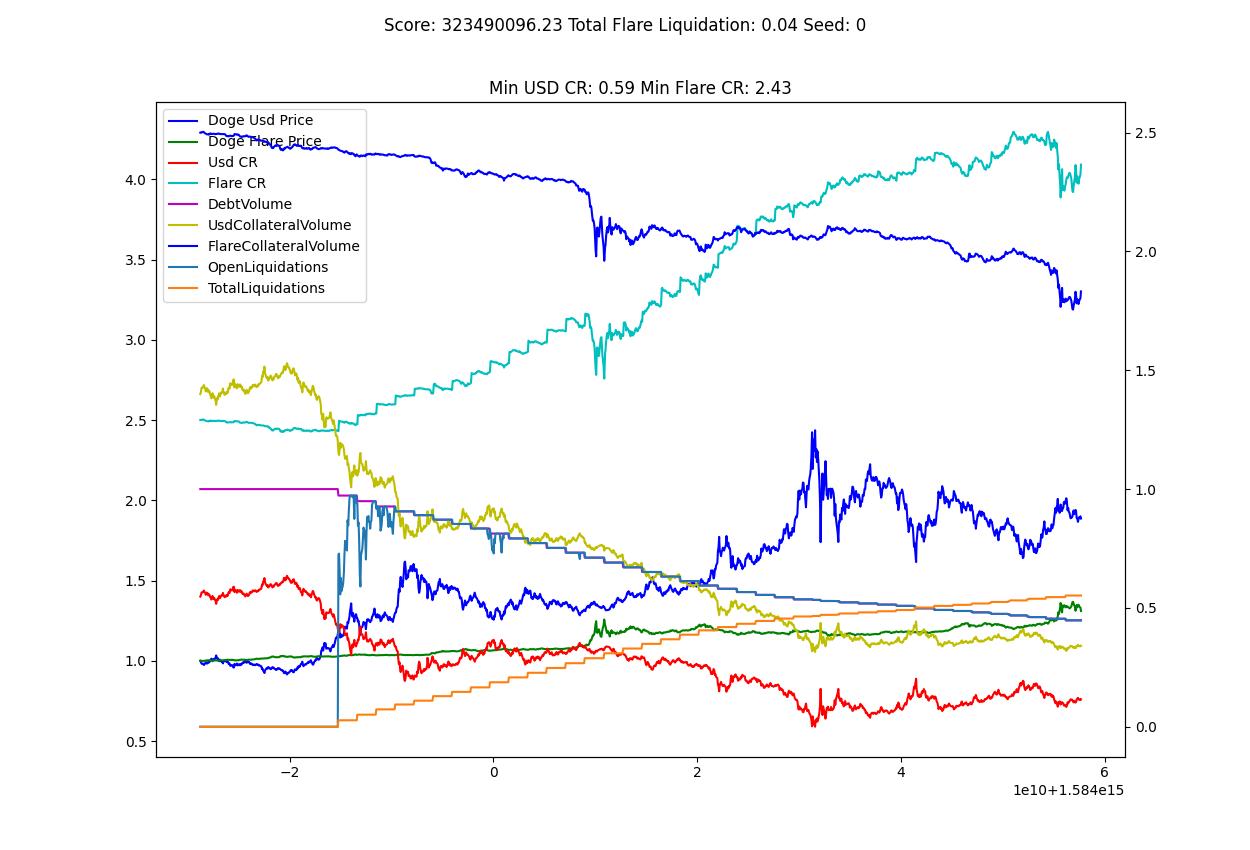 Score: 323490096.23 Total Flare Liquidation: 0.04 Seed: 0
Min USD CR: 0.59 Min Flare CR: 2.43
Doge Usd Price
Doge Flare Price
Usd CR
Flare CR
DebtVolume
UsdCollateralVolume
FlareCollateralVolume
OpenLiquidations
TotalLiquidations
4.0
3.5
3.0
2.5
2.0
1.5
1.0
0.5
2.5
2.0
1.5
1.0
0.5
0.0
−2 0 2 4 6
1e10+1.584e15